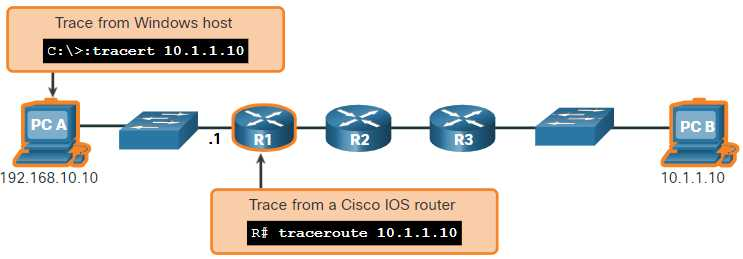 Trace from Windows host
C:\>:tracert 10.1.1.10
PC A
.1
R1
R2
R3
PC B
192.168.10.10
10.1.1.10
Trace from a Cisco IOS router
R# traceroute 10.1.1.10